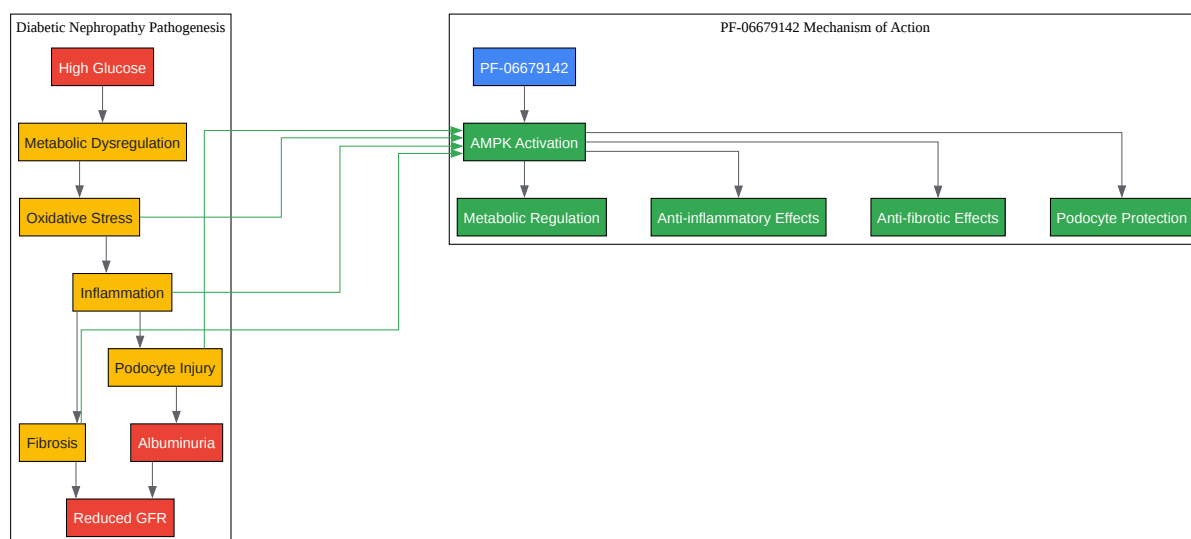 Diabetic Nephropathy Pathogenesis
High Glucose
Metabolic Dysregulation
Oxidative Stress
Inflammation
Podocyte Injury
Fibrosis
Albuminuria
Reduced GFR
PF-06679142 Mechanism of Action
PF-06679142
AMPK Activation
Metabolic Regulation
Anti-inflammatory Effects
Anti-fibrotic Effects
Podocyte Protection